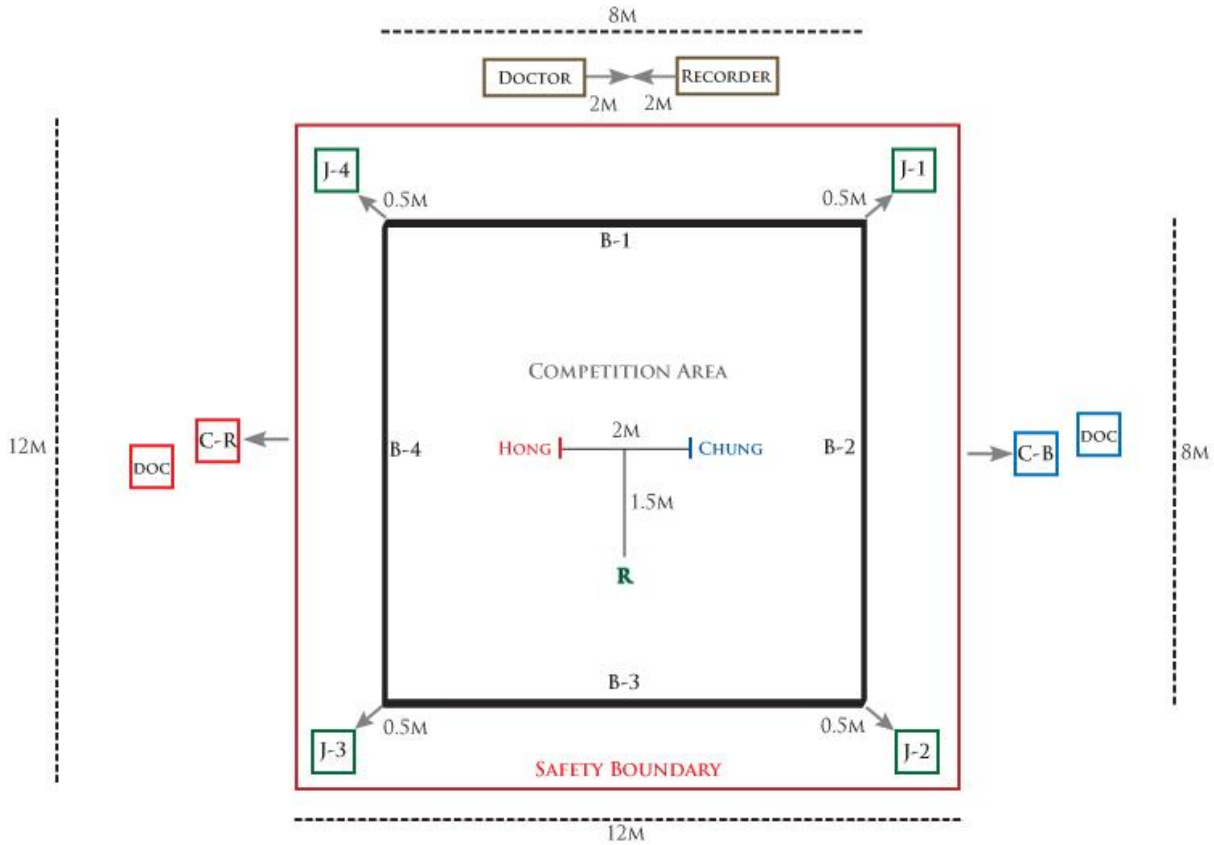 8M
DOCTOR
RECORDER
2M
2M
J-4
J-1
0.5M
0.5M
B-1
COMPETITION AREA
12M
DOC
C-R
B-4
HONG
2M
CHUNG
B-2
C-B
DOC
8M
1.5M
R
B-3
0.5M
0.5M
J-3
J-2
SAFETY BOUNDARY
12M